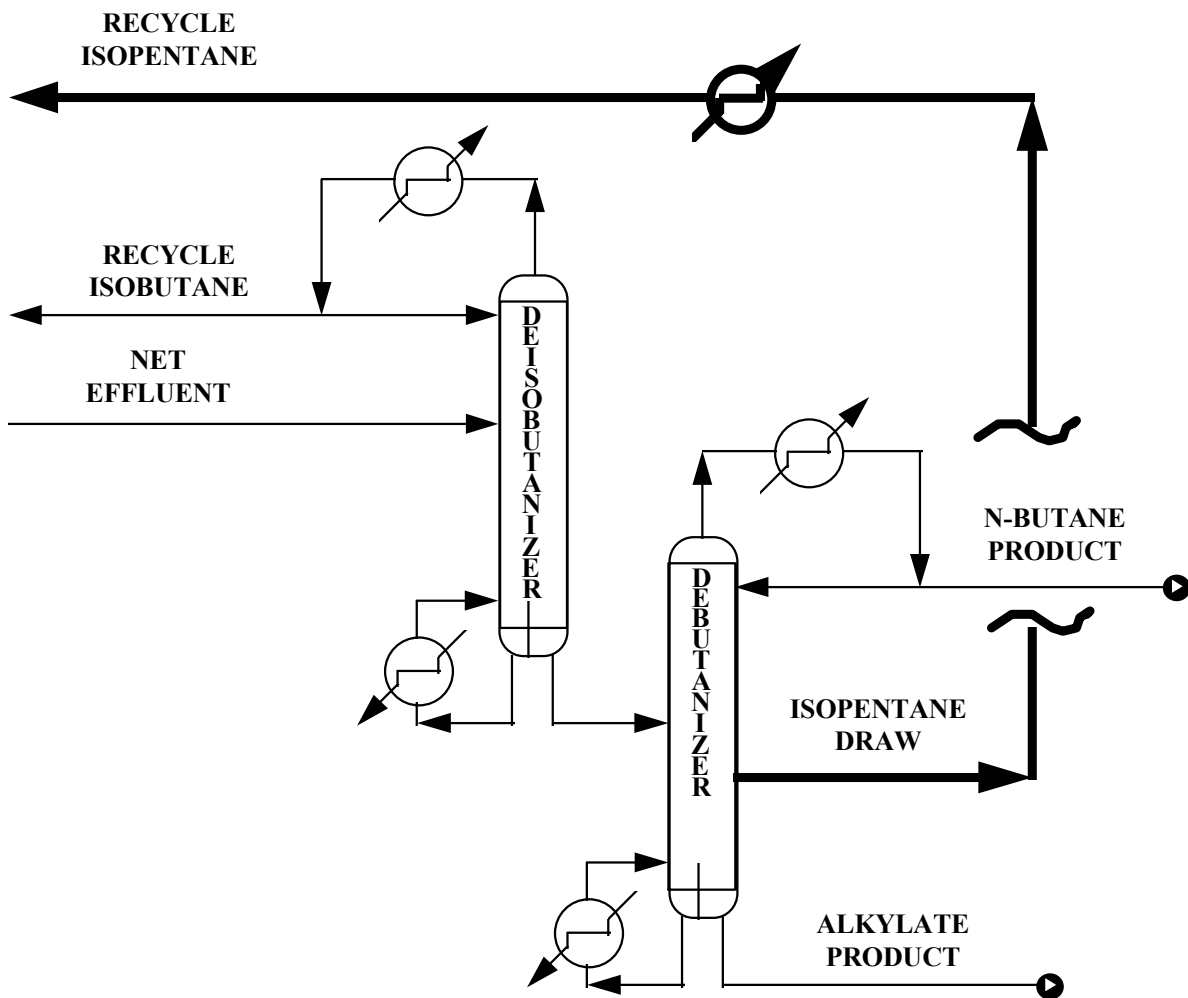 RECYCLE
ISOPENTANE
RECYCLE
ISOBUTANE
NET
EFFLUENT
DEISOBUTANIZER
N-BUTANE
PRODUCT
DEBUTANIZER
ISOPENTANE
DRAW
ALKYLATE
PRODUCT